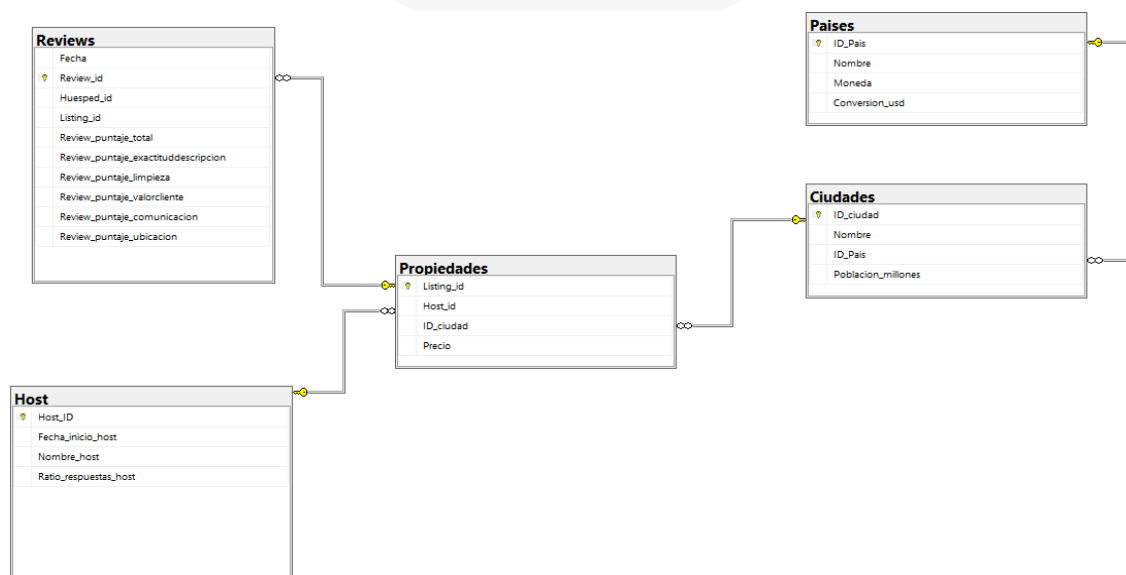 Reviews
Fecha
Review_id
Huesped_id
Listing_id
Review_puntaje_total
Review_puntaje_exactituddescripcion
Review_puntaje_limpieza
Review_puntaje_valorcliente
Review_puntaje_comunicacion
Review_puntaje_ubicacion
Paises
ID_Pais
Nombre
Moneda
Conversion_usd
Ciudades
ID_ciudad
Nombre
ID_Pais
Poblacion_millones
Propiedades
Listing_id
Host_id
ID_ciudad
Precio
Host
Host_ID
Fecha_inicio_host
Nombre_host
Ratio_respuestas_host